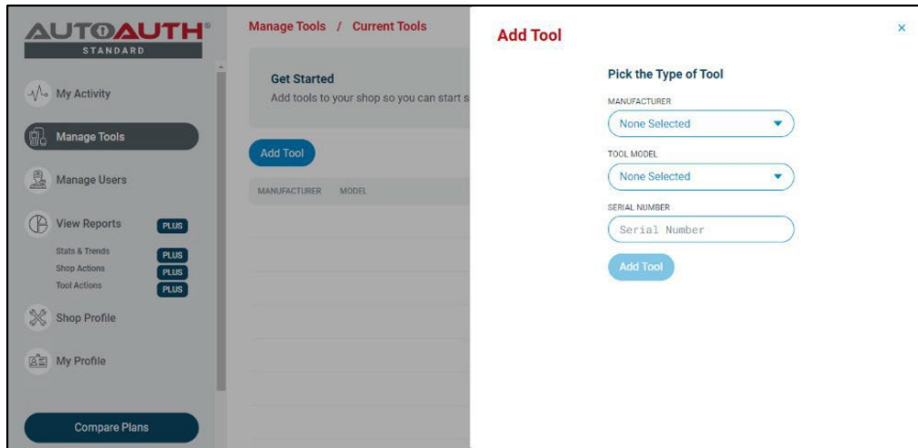 AUTOAUTH®
STANDARD
My Activity
Manage Tools
Manage Users
View Reports PLUS
Stats & Trends PLUS
Shop Actions PLUS
Tool Actions PLUS
Shop Profile
My Profile
Compare Plans
Manage Tools / Current Tools
Get Started
Add tools to your shop so you can start s
Add Tool
MANUFACTURER MODEL
Add Tool
×
Pick the Type of Tool
MANUFACTURER
None Selected
TOOL MODEL
None Selected
SERIAL NUMBER
Serial Number
Add Tool